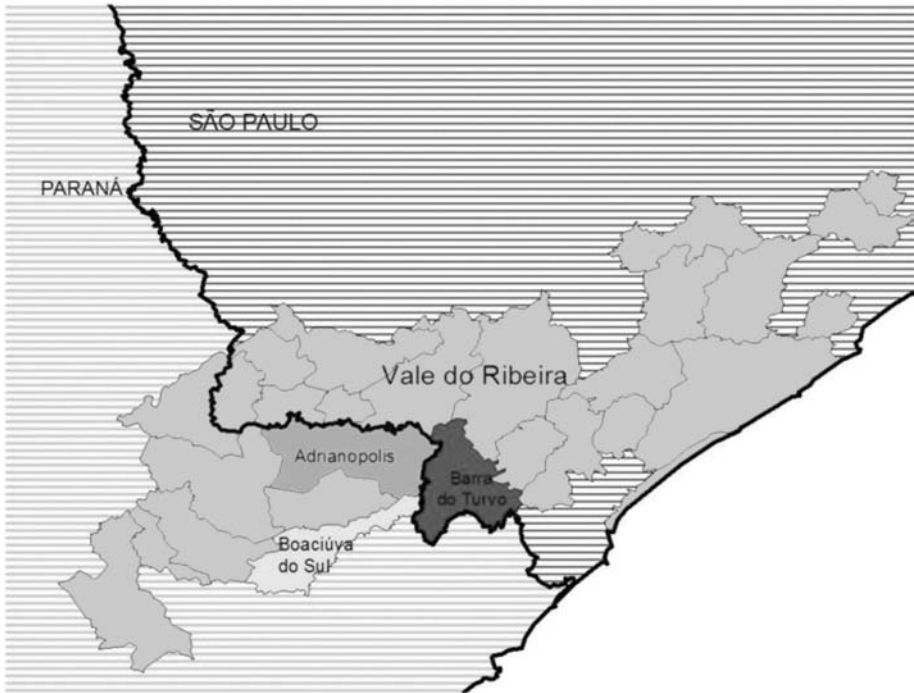 SÃO PAULO
PARANÁ
Vale do Ribeira
Adrianopolis
Barra
do Turvo
Boaciúva
do Sul